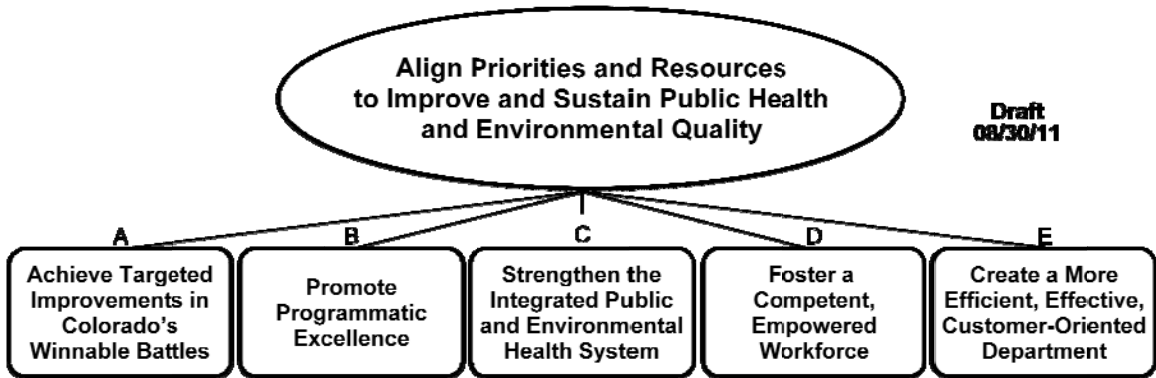 Align Priorities and Resources
to Improve and Sustain Public Health
and Environmental Quality
Draft
08/30/11
A
B
C
D
E
Achieve Targeted
Improvements in
Colorado's
Winnable Battles
Promote
Programmatic
Excellence
Strengthen the
Integrated Public
and Environmental
Health System
Foster a
Competent,
Empowered
Workforce
Create a More
Efficient, Effective,
Customer-Oriented
Department